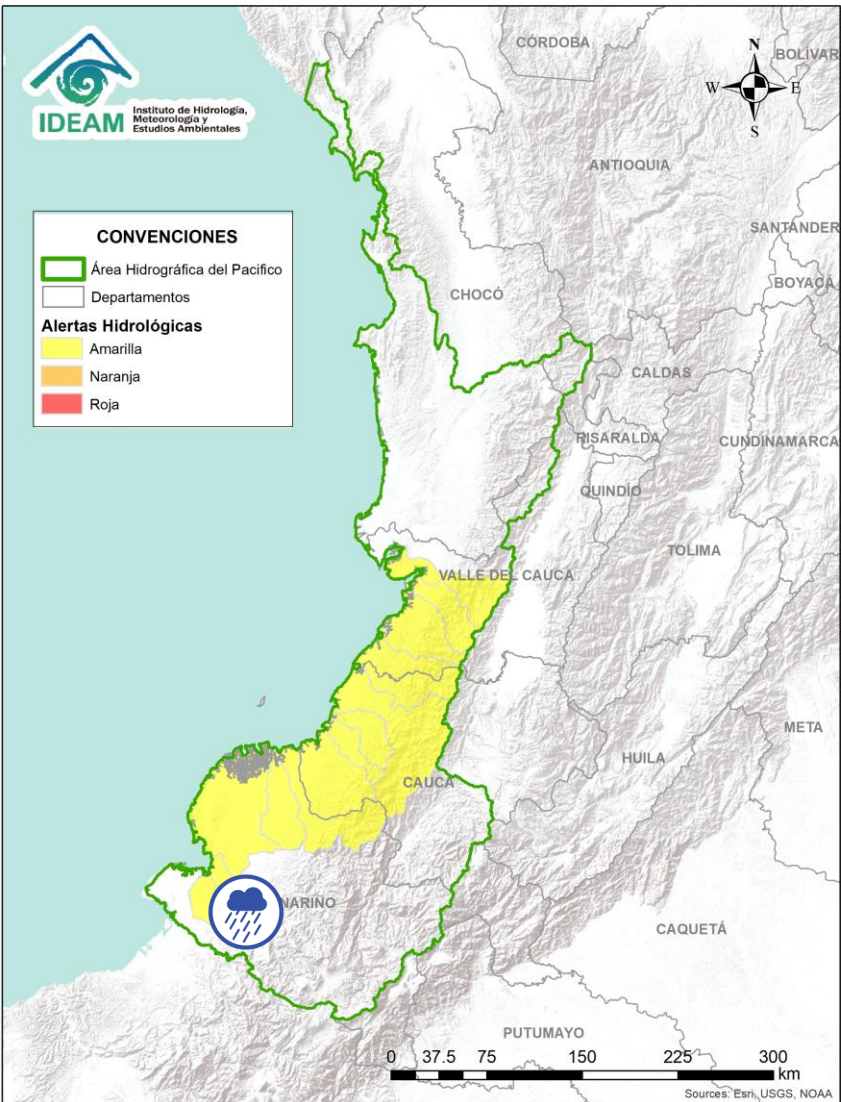 IDEAM
Instituto de Hidrología,
Meteorología y
Estudios Ambientales
N
W
E
S
CONVENCIONES
Área Hidrográfica del Pacifico
Departamentos
Alertas Hidrológicas
Amarilla
Naranja
Roja
CÓRDOBA
BOLÍVAR
ANTIOQUIA
SANTANDER
BOYACÁ
CHOCÓ
CALDAS
RISARALDA
CUNDINAMARCA
QUINDÍO
TOLIMA
VALLE DEL CAUCA
META
HUILA
CAUCA
NARIÑO
CAQUETÁ
PUTUMAYO
0 37.5 75 150 225 300
km
Sources: Esri, USGS, NOAA